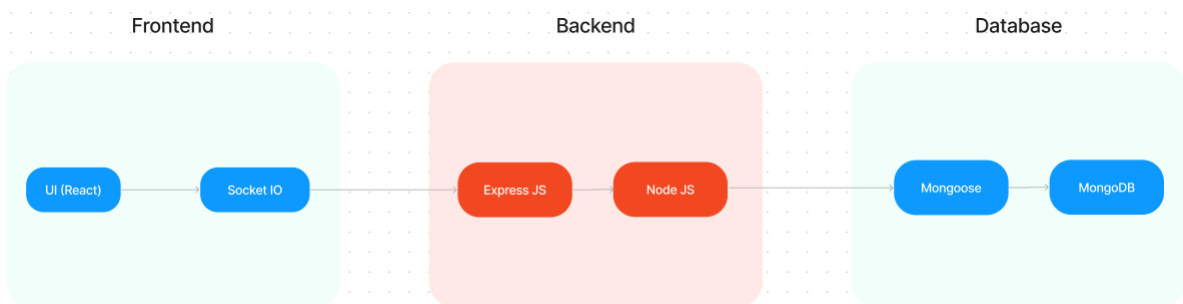 Frontend
Backend
Database
UI (React)
Socket IO
Express JS
Node JS
Mongoose
MongoDB